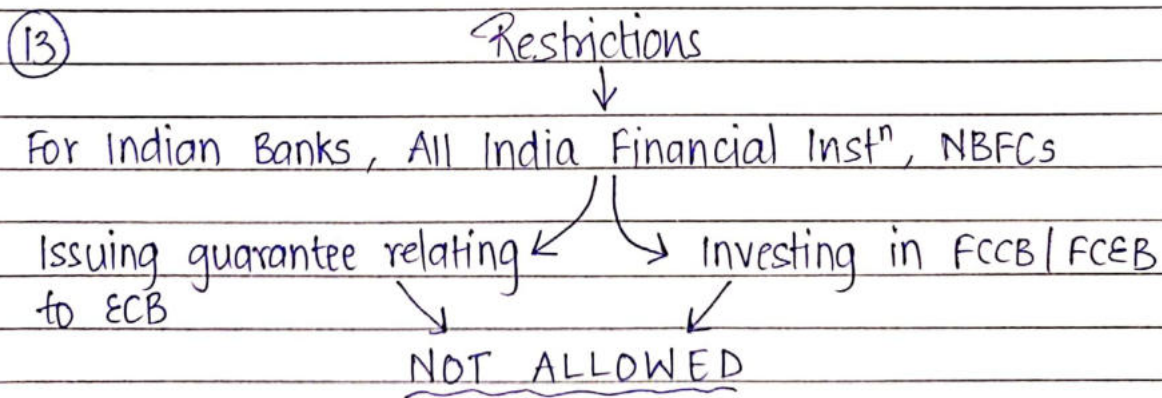 13 Restrictions
For Indian Banks, All India Financial Instⁿ, NBFCs
Issuing guarantee relating to ECB
Investing in FCCB/FCEB
NOT ALLOWED